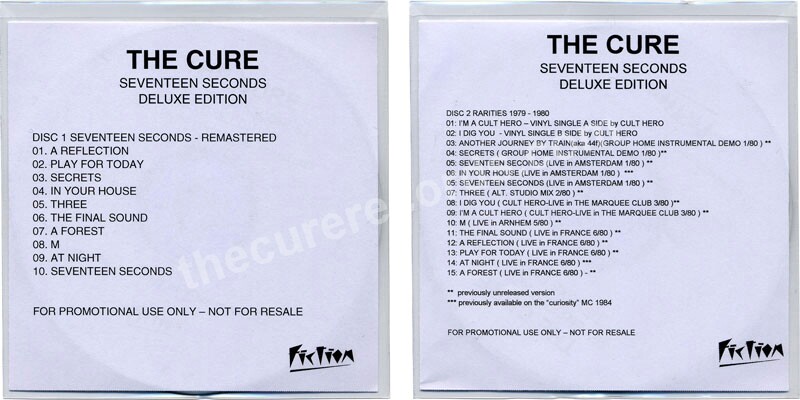 THE CURE
SEVENTEEN SECONDS
DELUXE EDITION
DISC 1 SEVENTEEN SECONDS - REMASTERED
01. A REFLECTION
02. PLAY FOR TODAY
03. SECRETS
04. IN YOUR HOUSE
05. THREE
06. THE FINAL SOUND
07. A FOREST
08. M
09. AT NIGHT
10. SEVENTEEN SECONDS
FOR PROMOTIONAL USE ONLY – NOT FOR RESALE
Fiction
THE CURE
SEVENTEEN SECONDS
DELUXE EDITION
DISC 2 RARITIES 1979 - 1980
01: I'M A CULT HERO – VINYL SINGLE A SIDE by CULT HERO
02: I DIG YOU - VINYL SINGLE B SIDE by CULT HERO
03: ANOTHER JOURNEY BY TRAIN(aka 44f)(GROUP HOME INSTRUMENTAL DEMO 1/80 ) **
04: SECRETS ( GROUP HOME INSTRUMENTAL DEMO 1/80 ) **
05: SEVENTEEN SECONDS (LIVE in AMSTERDAM 1/80 ) **
06: IN YOUR HOUSE (LIVE in AMSTERDAM 1/80 ) ***
05: SEVENTEEN SECONDS (LIVE in AMSTERDAM 1/80 ) **
07: THREE ( ALT. STUDIO MIX 2/80 ) **
08: I DIG YOU ( CULT HERO-LIVE in THE MARQUEE CLUB 3/80) **
09: I'M A CULT HERO ( CULT HERO-LIVE in THE MARQUEE CLUB 3/80 ) **
10: M ( LIVE in ARNHEM 5/80 ) **
11: THE FINAL SOUND ( LIVE in FRANCE 6/80 ) **
12: A REFLECTION ( LIVE in FRANCE 6/80 ) **
13: PLAY FOR TODAY ( LIVE in FRANCE 6/80 ) **
14: AT NIGHT ( LIVE in FRANCE 6/80 ) ***
15: A FOREST ( LIVE in FRANCE 6/80 ) - **
** previously unreleased version
*** previously available on the "curiosity" MC 1984
FOR PROMOTIONAL USE ONLY – NOT FOR RESALE
Fiction